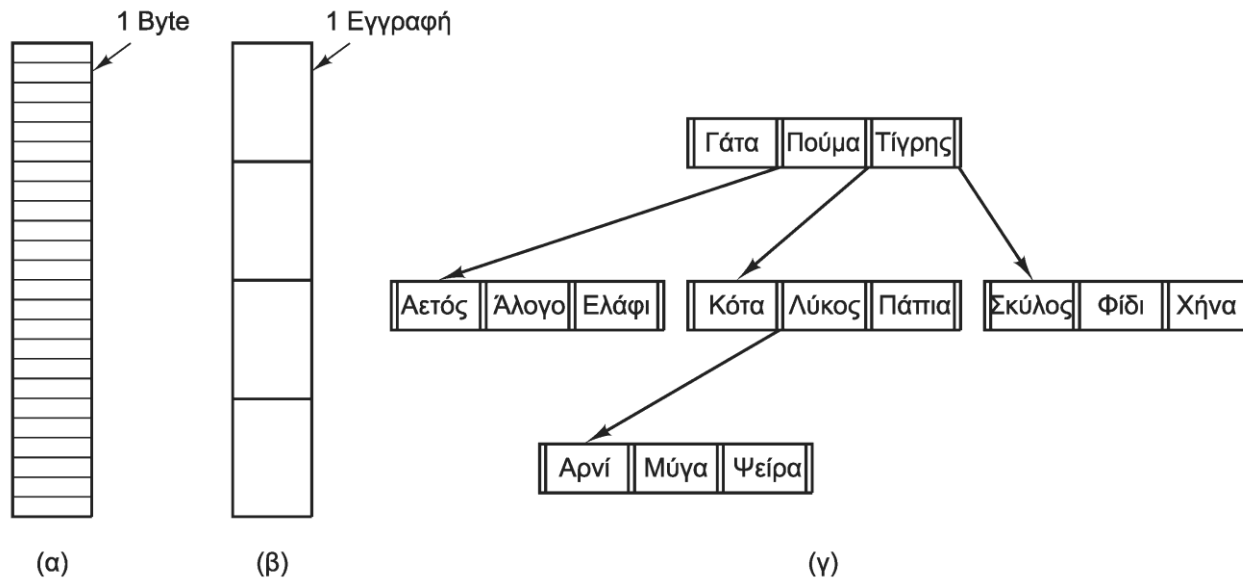 1 Byte
1 Εγγραφή
Γάτα Πούμα Τίγρης
Αετός Άλογο Ελάφι
Κότα Λύκος Πάπια
Σκύλος Φίδι Χήνα
Αρνί Μύγα Ψείρα
(α)
(β)
(γ)